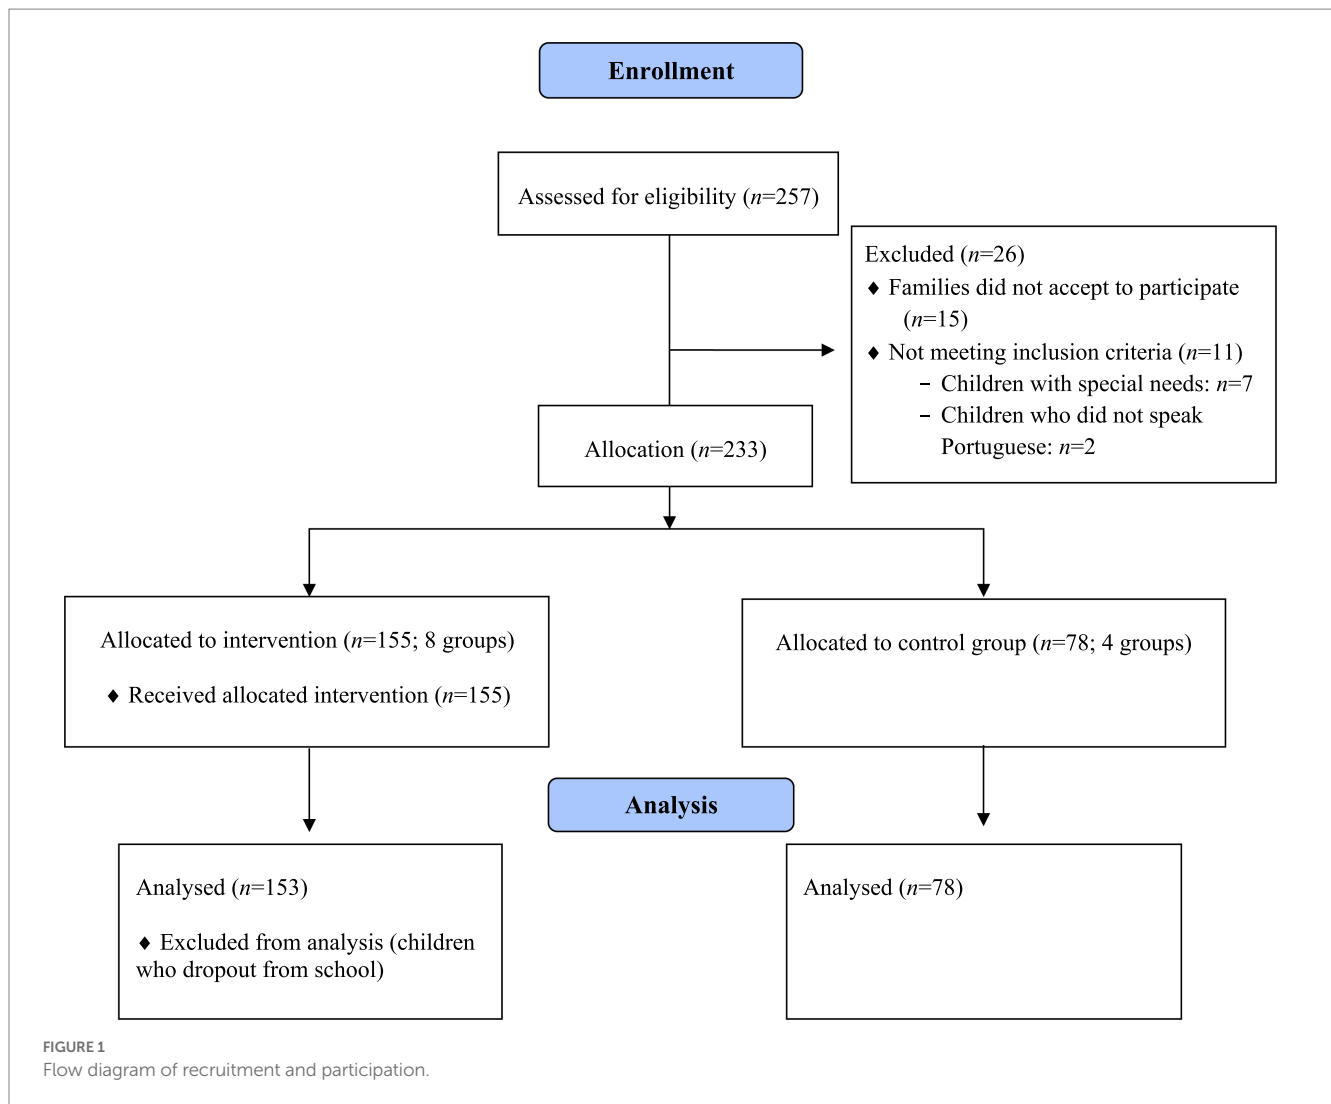 Enrollment
Assessed for eligibility (n=257)
Excluded (n=26)
♦ Families did not accept to participate
(n=15)
♦ Not meeting inclusion criteria (n=11)
– Children with special needs: n=7
– Children who did not speak
Portuguese: n=2
Allocation (n=233)
Allocated to intervention (n=155; 8 groups)
♦ Received allocated intervention (n=155)
Allocated to control group (n=78; 4 groups)
Analysis
Analysed (n=153)
♦ Excluded from analysis (children
who dropout from school)
Analysed (n=78)
FIGURE 1
Flow diagram of recruitment and participation.